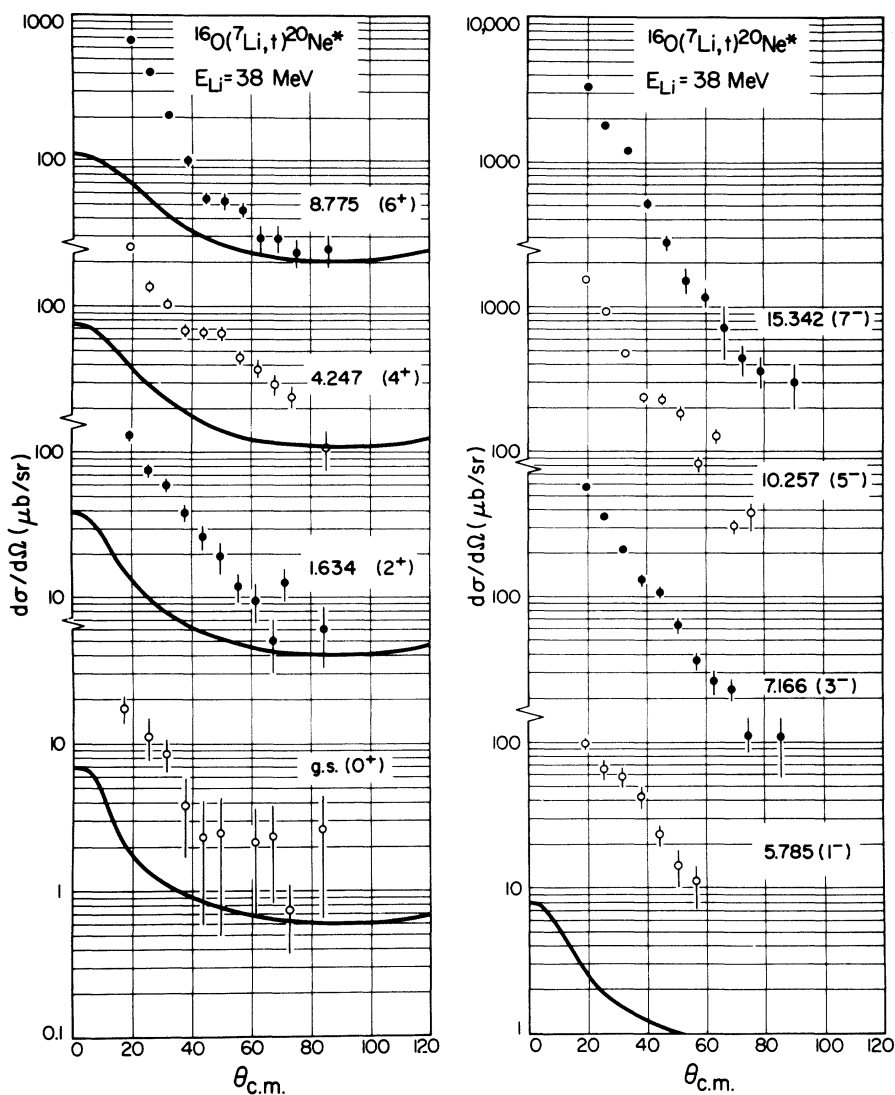 1000
100
100
100
10
10
1
0.1
dσ/dΩ (μb/sr)
¹⁶O(⁷Li,t)²⁰Ne*
E_Li = 38 MeV
8.775 (6⁺)
4.247 (4⁺)
1.634 (2⁺)
g.s. (0⁺)
0 20 40 60 80 100 120
θc.m.
10,000
1000
1000
100
100
100
10
1
dσ/dΩ (μb/sr)
¹⁶O(⁷Li,t)²⁰Ne*
E_Li = 38 MeV
15.342 (7⁻)
10.257 (5⁻)
7.166 (3⁻)
5.785 (1⁻)
0 20 40 60 80 100 120
θc.m.